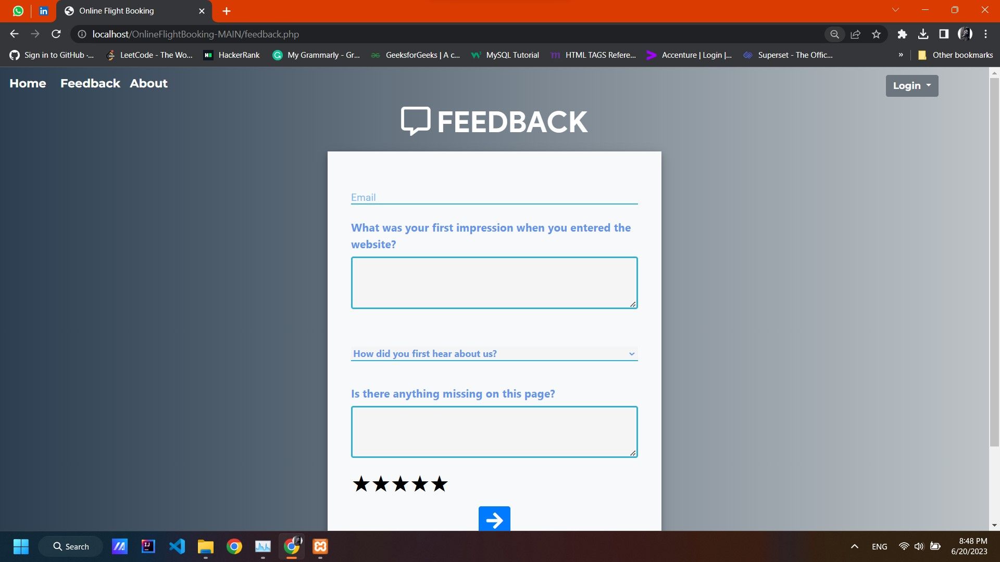 Online Flight Booking
localhost/OnlineFlightBooking-MAIN/feedback.php
Sign in to GitHub ·... LeetCode - The Wo... HackerRank My Grammarly - Gr... GeeksforGeeks | A c... MySQL Tutorial HTML TAGS Refere... Accenture | Login |... Superset - The Offic... » Other bookmarks
Home Feedback About Login
FEEDBACK
Email
What was your first impression when you entered the
website?
How did you first hear about us?
Is there anything missing on this page?
★★★★★
Search
ENG
8:48 PM
6/20/2023